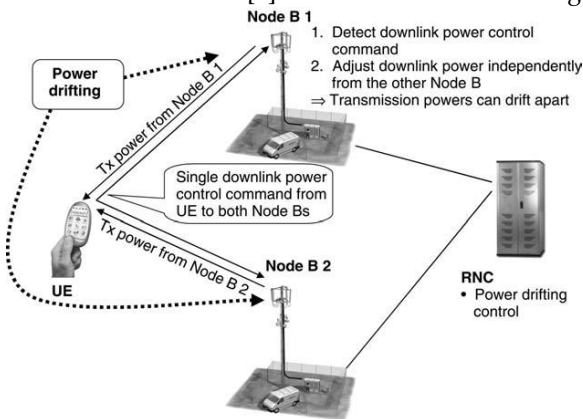 Node B 1
1. Detect downlink power control
command
2. Adjust downlink power independently
from the other Node B
⇒ Transmission powers can drift apart
Power
drifting
Tx power from Node B 1
Single downlink power
control command from
UE to both Node Bs
Tx power from Node B 2
UE
Node B 2
RNC
• Power drifting
control